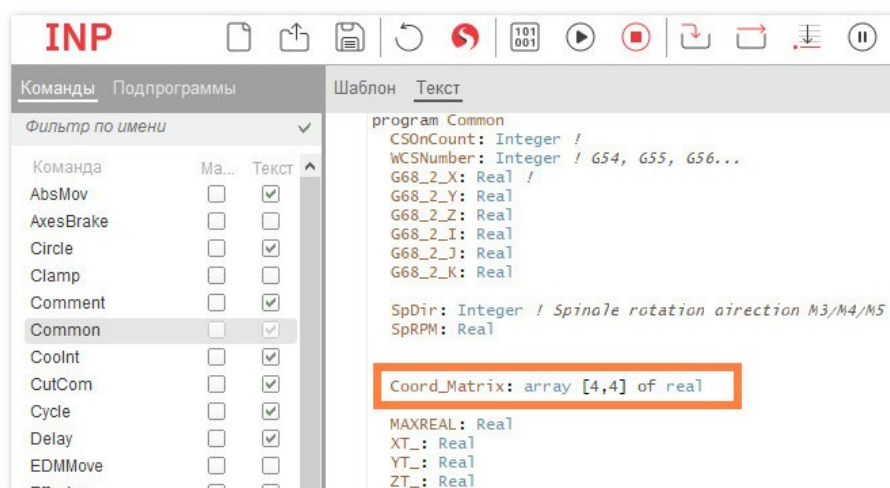 INP
101
001
Команды Подпрограммы
Шаблон Текст
Фильтр по имени
Команда Ма... Текст
AbsMov
AxesBrake
Circle
Clamp
Comment
Common
Coolnt
CutCom
Cycle
Delay
EDMMove
program Common
CSOnCount: Integer !
WCSNumber: Integer ! G54, G55, G56...
G68_2_X: Real !
G68_2_Y: Real
G68_2_Z: Real
G68_2_I: Real
G68_2_J: Real
G68_2_K: Real
SpDir: Integer ! Spindle rotation direction M3/M4/M5
SpRPM: Real
Coord_Matrix: array [4,4] of real
MAXREAL: Real
XT_: Real
YT_: Real
ZT_: Real